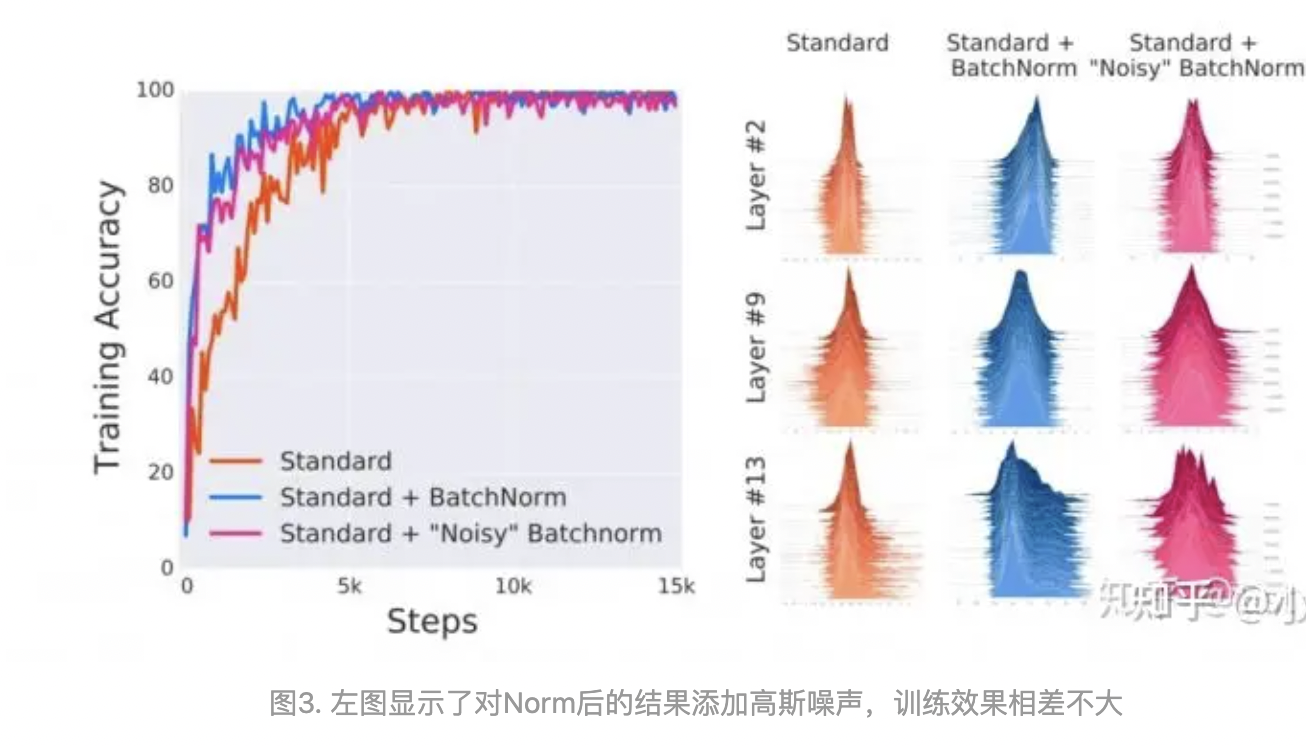 Standard
Standard +
BatchNorm
Standard +
"Noisy" BatchNorm
100
80
60
40
20
0
Training Accuracy
Standard
Standard + BatchNorm
Standard + "Noisy" Batchnorm
0
5k
10k
15k
Steps
Layer #2
Layer #9
Layer #13
知乎
图3. 左图显示了对Norm后的结果添加高斯噪声，训练效果相差不大